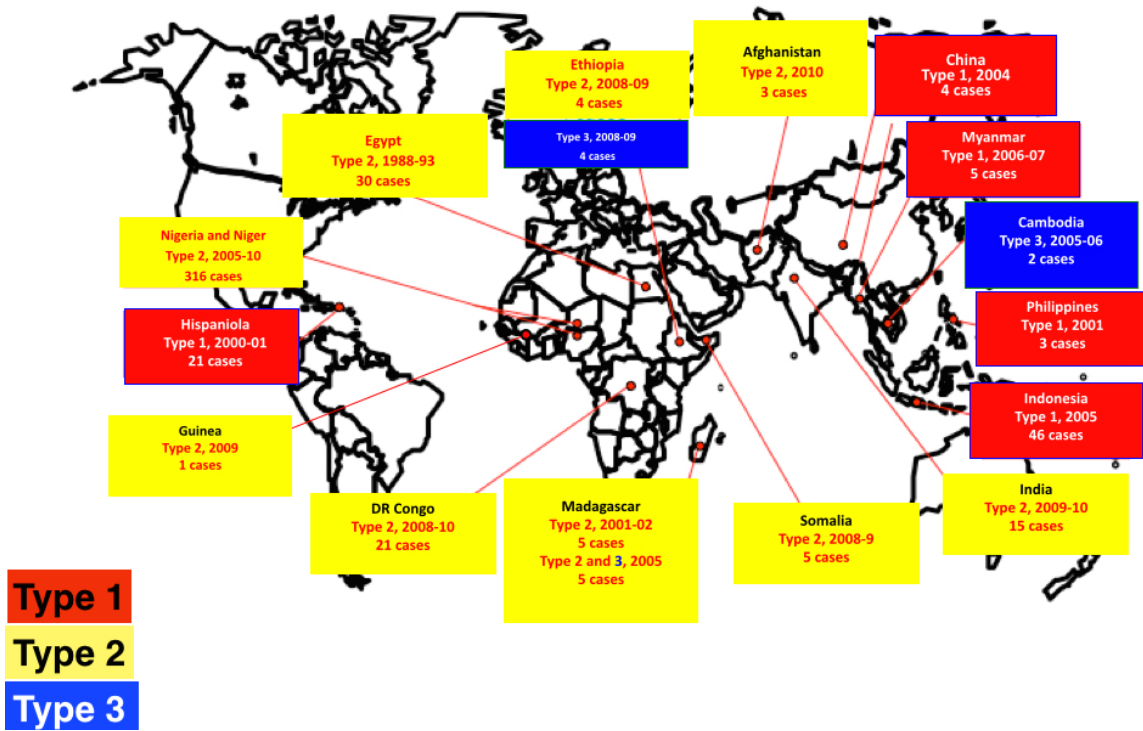 Ethiopia
Type 2, 2008-09
4 cases
Type 3, 2008-09
4 cases
Afghanistan
Type 2, 2010
3 cases
China
Type 1, 2004
4 cases
Egypt
Type 2, 1988-93
30 cases
Myanmar
Type 1, 2006-07
5 cases
Nigeria and Niger
Type 2, 2005-10
316 cases
Cambodia
Type 3, 2005-06
2 cases
Hispaniola
Type 1, 2000-01
21 cases
Philippines
Type 1, 2001
3 cases
Indonesia
Type 1, 2005
46 cases
Guinea
Type 2, 2009
1 cases
DR Congo
Type 2, 2008-10
21 cases
Madagascar
Type 2, 2001-02
5 cases
Type 2 and 3, 2005
5 cases
Somalia
Type 2, 2008-9
5 cases
India
Type 2, 2009-10
15 cases
Type 1
Type 2
Type 3